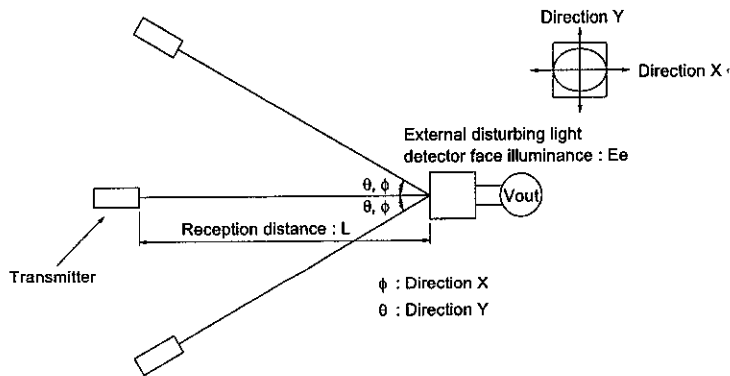 Direction Y
Direction X
External disturbing light
detector face illuminance : Ee
θ, ϕ
θ, ϕ
Vout
Reception distance : L
Transmitter
ϕ : Direction X
θ : Direction Y